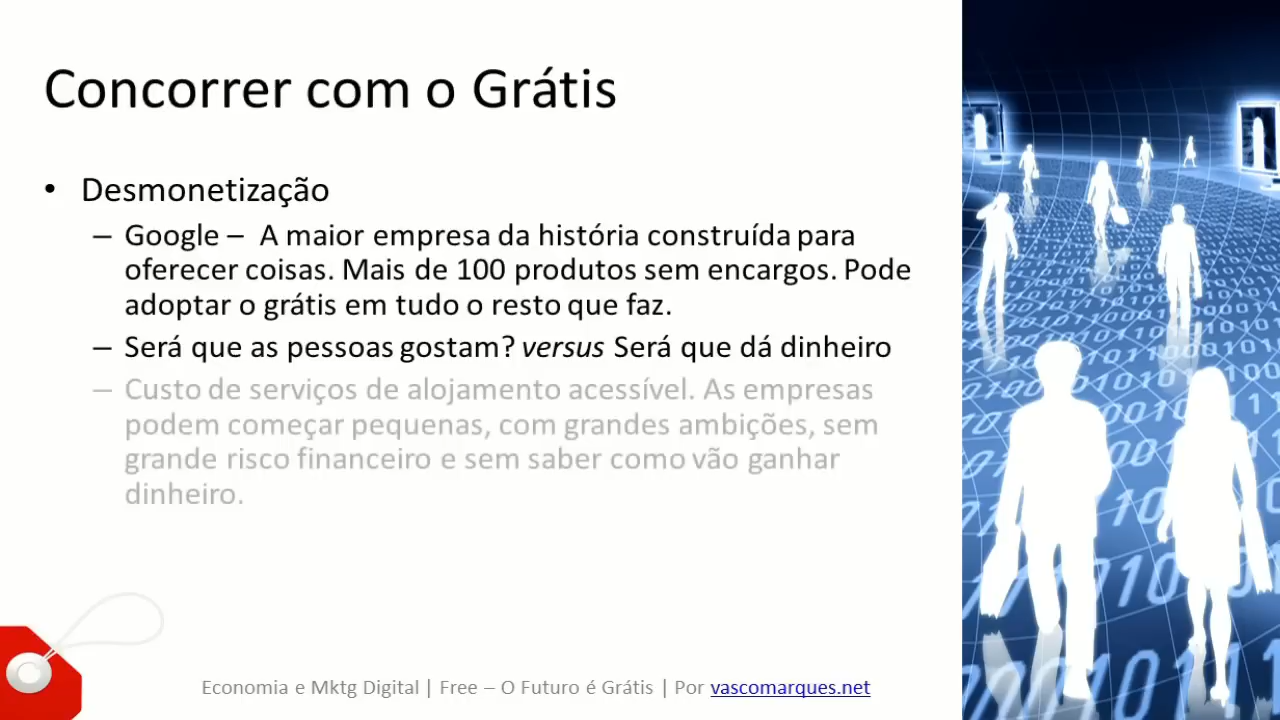 Concorrer com o Grátis
• Desmonetização
– Google – A maior empresa da história construída para
oferecer coisas. Mais de 100 produtos sem encargos. Pode
adoptar o grátis em tudo o resto que faz.
– Será que as pessoas gostam? versus Será que dá dinheiro
– Custo de serviços de alojamento acessível. As empresas
podem começar pequenas, com grandes ambições, sem
grande risco financeiro e sem saber como vão ganhar
dinheiro.
Economia e Mktg Digital | Free – O Futuro é Grátis | Por vascomarques.net